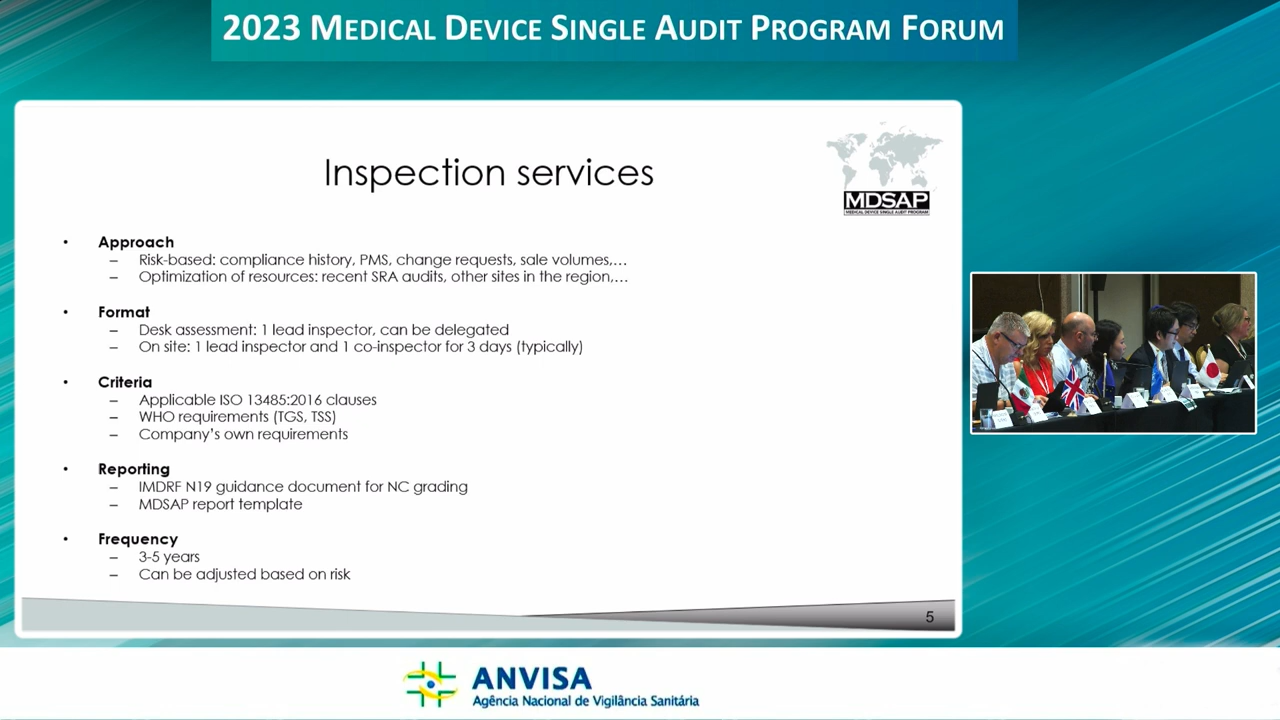 2023 MEDICAL DEVICE SINGLE AUDIT PROGRAM FORUM
Inspection services
MDSAP
MEDICAL DEVICE SINGLE AUDIT PROGRAM
• Approach
– Risk-based: compliance history, PMS, change requests, sale volumes,…
– Optimization of resources: recent SRA audits, other sites in the region,…
• Format
– Desk assessment: 1 lead inspector, can be delegated
– On site: 1 lead inspector and 1 co-inspector for 3 days (typically)
• Criteria
– Applicable ISO 13485:2016 clauses
– WHO requirements (TGS, TSS)
– Company's own requirements
• Reporting
– IMDRF N19 guidance document for NC grading
– MDSAP report template
• Frequency
– 3-5 years
– Can be adjusted based on risk
5
ANVISA
Agência Nacional de Vigilância Sanitária